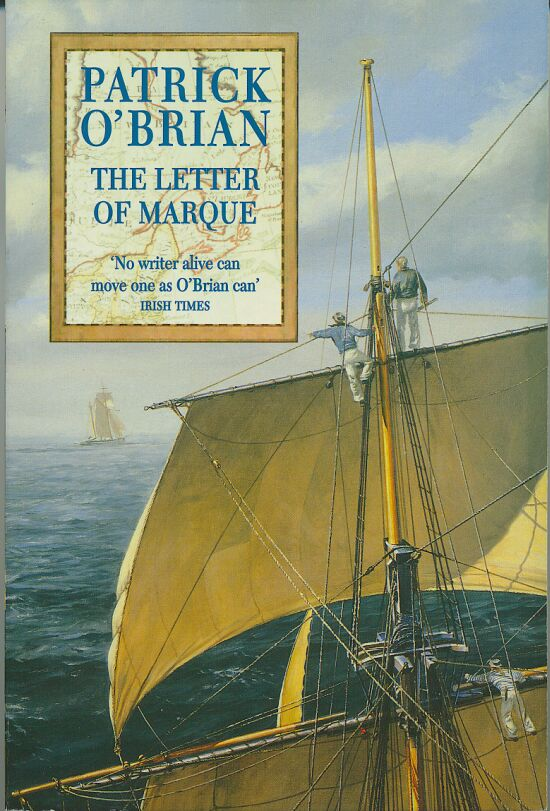 PATRICK
O'BRIAN
THE LETTER
OF MARQUE
'No writer alive can
move one as O'Brian can'
IRISH TIMES